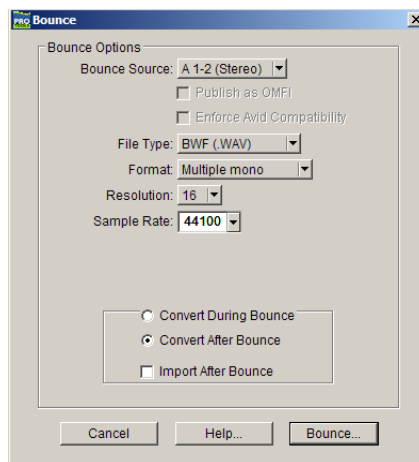 PRO Bounce
Bounce Options
Bounce Source: A 1-2 (Stereo)
Publish as OMFI
Enforce Avid Compatibility
File Type: BWF (.WAV)
Format: Multiple mono
Resolution: 16
Sample Rate: 44100
Convert During Bounce
Convert After Bounce
Import After Bounce
Cancel Help... Bounce...